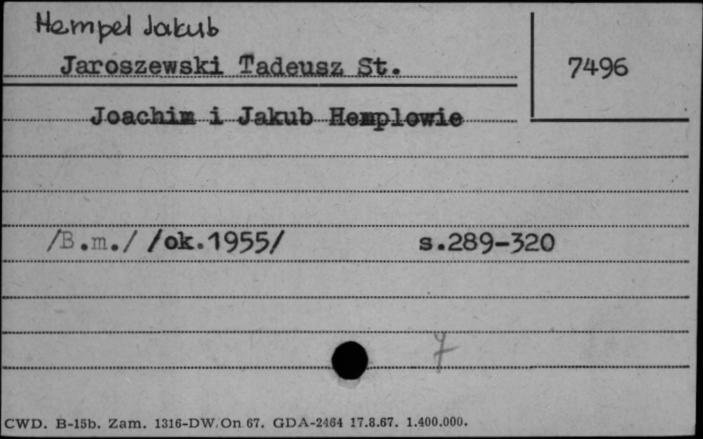 Hempel Jakub
Jaroszewski Tadeusz St.
7496
Joachim i Jakub Hemplowie
/B.m./ /ok.1955/ s.289-320
7
CWD. B-15b. Zam. 1316-DW/On 67. GDA-2464 17.8.67. 1.400.000.